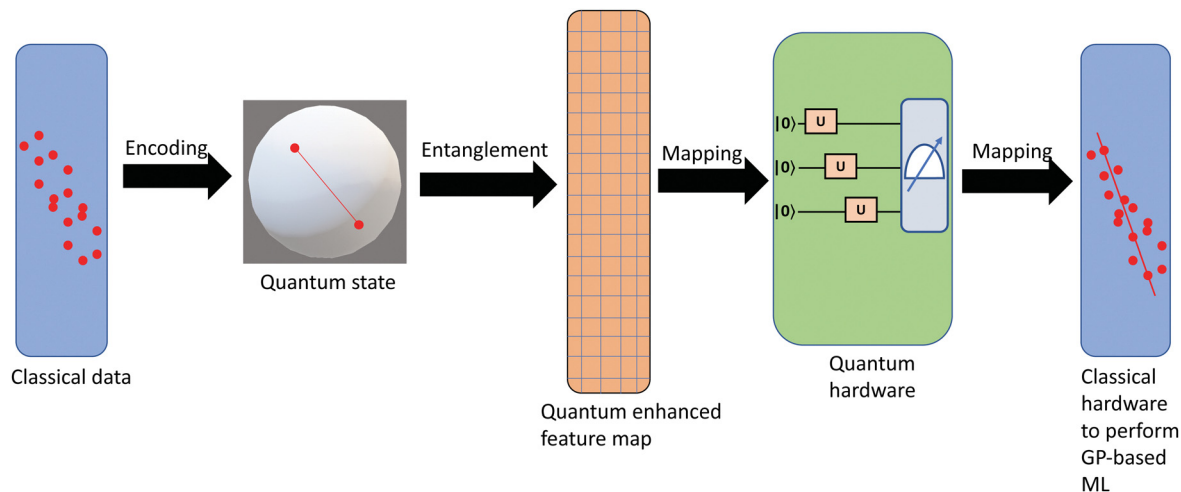 Encoding
Entanglement
Mapping
Mapping
|0⟩
U
|0⟩
U
|0⟩
U
Classical data
Quantum state
Quantum enhanced
feature map
Quantum
hardware
Classical
hardware
to perform
GP-based
ML